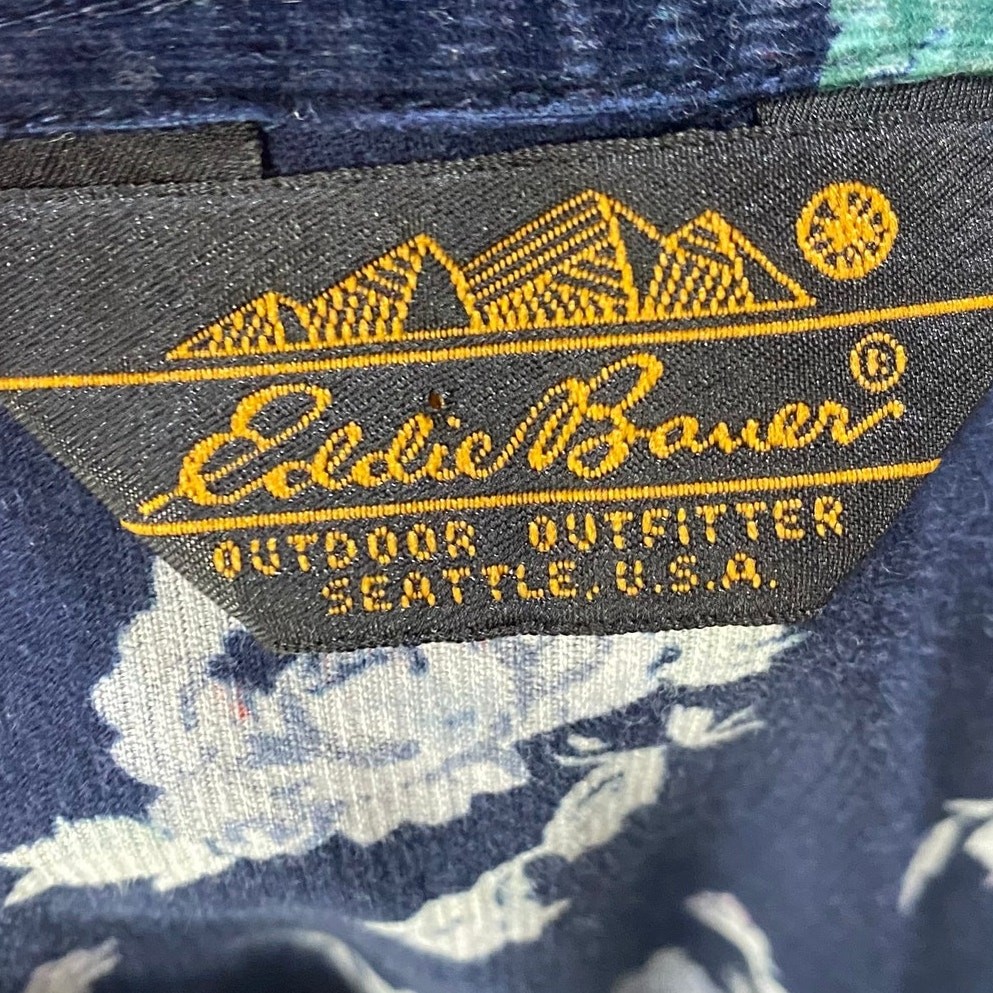 Eddie Bauer®
OUTDOOR OUTFITTER
SEATTLE, U.S.A.